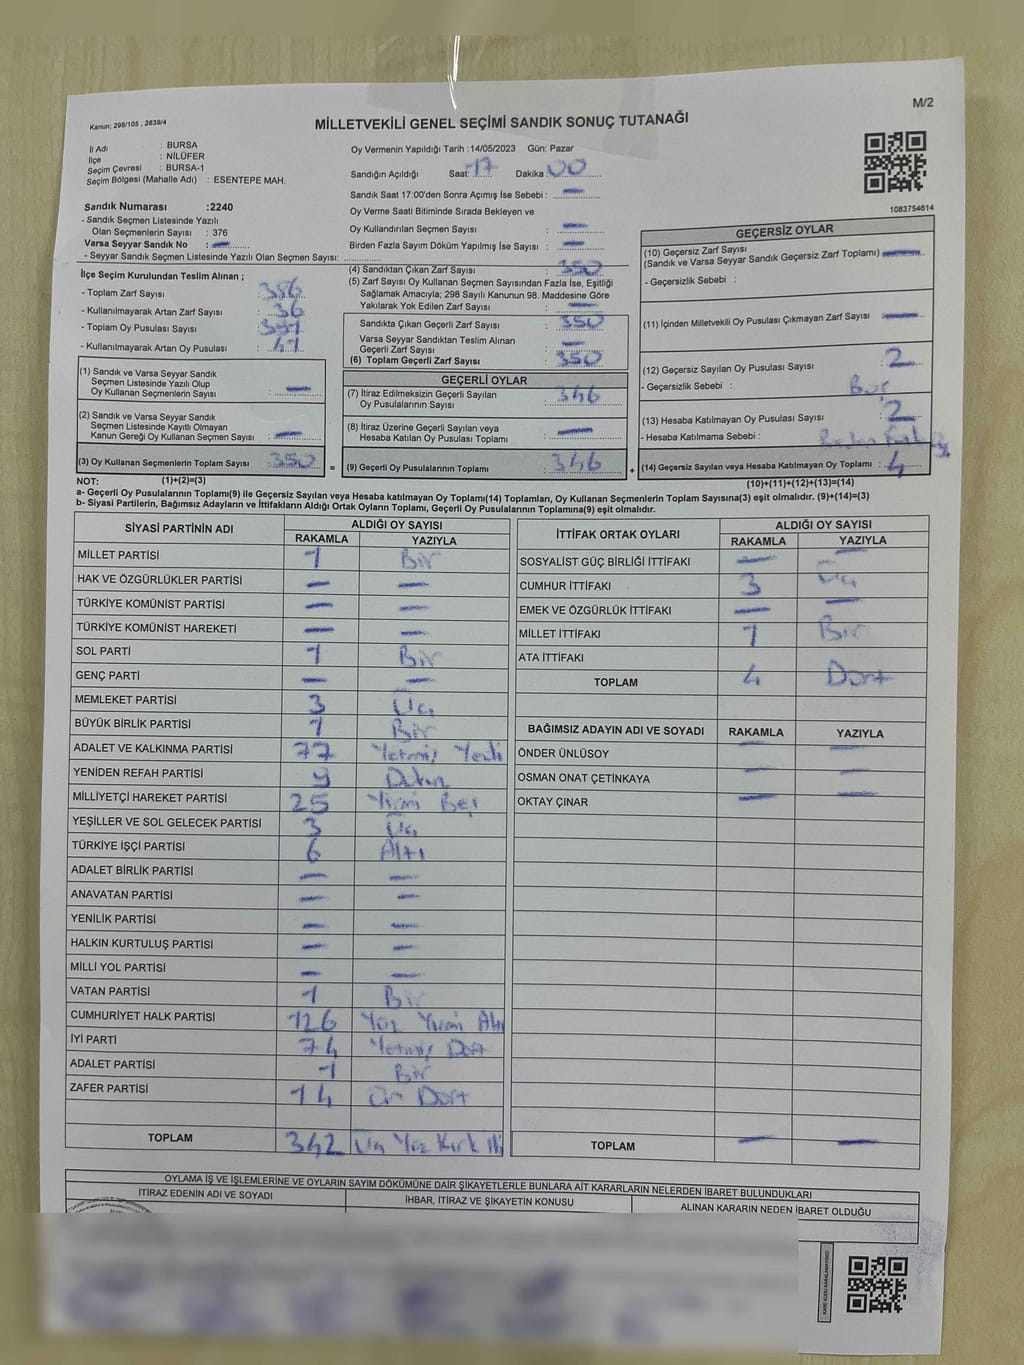 M/2
Kanun; 298/105 , 2839/4
MİLLETVEKİLİ GENEL SEÇİMİ SANDIK SONUÇ TUTANAĞI
İl Adı : BURSA
İlçe : NİLÜFER
Seçim Çevresi : BURSA-1
Seçim Bölgesi (Mahalle Adı) : ESENTEPE MAH.
Sandık Numarası :2240
- Sandık Seçmen Listesinde Yazılı
Olan Seçmenlerin Sayısı : 376
Varsa Seyyar Sandık No : —
- Seyyar Sandık Seçmen Listesinde Yazılı Olan Seçmen Sayısı:
Oy Vermenin Yapıldığı Tarih :14/05/2023 Gün: Pazar
Sandığın Açıldığı Saat: 17 Dakika: 00
Sandık Saat 17:00'den Sonra Açımış İse Sebebi : —
Oy Verme Saati Bitiminde Sırada Bekleyen ve
Oy Kullandırılan Seçmen Sayısı : —
Birden Fazla Sayım Döküm Yapılmış İse Sayısı : —
1083754614
İlçe Seçim Kurulundan Teslim Alınan ;
- Toplam Zarf Sayısı : 386
- Kullanılmayarak Artan Zarf Sayısı : 36
- Toplam Oy Pusulası Sayısı : 391
- Kullanılmayarak Artan Oy Pusulası : 41
(4) Sandıktan Çıkan Zarf Sayısı : 350
(5) Zarf Sayısı Oy Kullanan Seçmen Sayısından Fazla İse, Eşitliği
Sağlamak Amacıyla; 298 Sayılı Kanunun 98. Maddesine Göre
Yakılarak Yok Edilen Zarf Sayısı : —
Sandıkta Çıkan Geçerli Zarf Sayısı : 350
Varsa Seyyar Sandıktan Teslim Alınan
Geçerli Zarf Sayısı : —
(6) Toplam Geçerli Zarf Sayısı : 350
(1) Sandık ve Varsa Seyyar Sandık
Seçmen Listesinde Yazılı Olup
Oy Kullanan Seçmenlerin Sayısı : —
(2) Sandık ve Varsa Seyyar Sandık
Seçmen Listesinde Kayıtlı Olmayan
Kanun Gereği Oy Kullanan Seçmen Sayısı : —
(3) Oy Kullanan Seçmenlerin Toplam Sayısı : 350
GEÇERLİ OYLAR
(7) İtiraz Edilmeksizin Geçerli Sayılan
Oy Pusulalarının Sayısı : 346
(8) İtiraz Üzerine Geçerli Sayılan veya
Hesaba Katılan Oy Pusulası Toplamı : —
= (9) Geçerli Oy Pusulalarının Toplamı : 346
GEÇERSİZ OYLAR
(10) Geçersiz Zarf Sayısı
(Sandık ve Varsa Seyyar Sandık Geçersiz Zarf Toplamı) —
- Geçersizlik Sebebi :
(11) İçinden Milletvekili Oy Pusulası Çıkmayan Zarf Sayısı —
(12) Geçersiz Sayılan Oy Pusulası Sayısı : 2
- Geçersizlik Sebebi : Boş
(13) Hesaba Katılmayan Oy Pusulası Sayısı : 2
- Hesaba Katılmama Sebebi :
+ (14) Geçersiz Sayılan veya Hesaba Katılmayan Oy Toplamı : 4
NOT: (1)+(2)=(3)
(10)+(11)+(12)+(13)=(14)
a- Geçerli Oy Pusulalarının Toplamı(9) ile Geçersiz Sayılan veya Hesaba katılmayan Oy Toplamı(14) Toplamları, Oy Kullanan Seçmenlerin Toplam Sayısına(3) eşit olmalıdır. (9)+(14)=(3)
b- Siyasi Partilerin, Bağımsız Adayların ve İttifakların Aldığı Ortak Oyların Toplamı, Geçerli Oy Pusulalarının Toplamına(9) eşit olmalıdır.
SİYASİ PARTİNİN ADI ALDIĞI OY SAYISI
RAKAMLA YAZIYLA
MİLLET PARTİSİ 1 Bir
HAK VE ÖZGÜRLÜKLER PARTİSİ — —
TÜRKİYE KOMÜNİST PARTİSİ — —
TÜRKİYE KOMÜNİST HAREKETİ — —
SOL PARTİ 1 Bir
GENÇ PARTİ — —
MEMLEKET PARTİSİ 3 Üç
BÜYÜK BİRLİK PARTİSİ 1 Bir
ADALET VE KALKINMA PARTİSİ 77 Yetmiş Yedi
YENİDEN REFAH PARTİSİ 9 Dokuz
MİLLİYETÇİ HAREKET PARTİSİ 25 Yirmi Beş
YEŞİLLER VE SOL GELECEK PARTİSİ 3 Üç
TÜRKİYE İŞÇİ PARTİSİ 6 Altı
ADALET BİRLİK PARTİSİ — —
ANAVATAN PARTİSİ — —
YENİLİK PARTİSİ — —
HALKIN KURTULUŞ PARTİSİ — —
MİLLİ YOL PARTİSİ — —
VATAN PARTİSİ 1 Bir
CUMHURİYET HALK PARTİSİ 126 Yüz Yirmi Altı
İYİ PARTİ 74 Yetmiş Dört
ADALET PARTİSİ 1 Bir
ZAFER PARTİSİ 14 On Dört
TOPLAM 342 Üç Yüz Kırk İki
İTTİFAK ORTAK OYLARI ALDIĞI OY SAYISI
RAKAMLA YAZIYLA
SOSYALİST GÜÇ BİRLİĞİ İTTİFAKI — —
CUMHUR İTTİFAKI 3 Üç
EMEK VE ÖZGÜRLÜK İTTİFAKI — —
MİLLET İTTİFAKI 1 Bir
ATA İTTİFAKI
TOPLAM 4 Dört
BAĞIMSIZ ADAYIN ADI VE SOYADI RAKAMLA YAZIYLA
ÖNDER ÜNLÜSOY — —
OSMAN ONAT ÇETİNKAYA — —
OKTAY ÇINAR — —
TOPLAM — —
OYLAMA İŞ VE İŞLEMLERİNE VE OYLARIN SAYIM DÖKÜMÜNE DAİR ŞİKAYETLERLE BUNLARA AİT KARARLARIN NELERDEN İBARET BULUNDUKLARI
İTİRAZ EDENİN ADI VE SOYADI İHBAR, İTİRAZ VE ŞİKAYETİN KONUSU ALINAN KARARIN NEDEN İBARET OLDUĞU